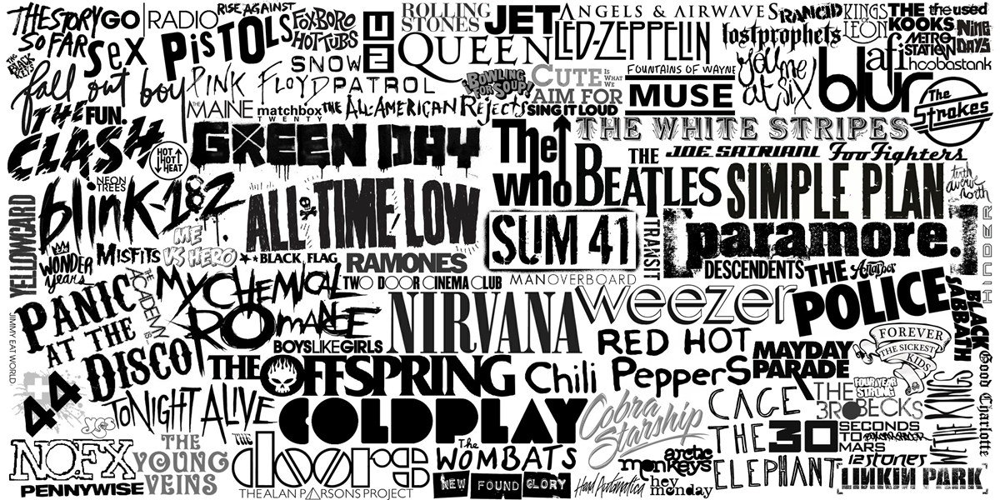 THE STORY
SO FAR
GO | RADIO
RISE AGAINST
FOXBORO
HOT TUBS
ROLLING
STONES
JET
ANGELS & AIRWAVES
RANCID
KINGS
OF
LEON
THE
KOOKS
the used
NINE
DAYS
THE
BLACK
KEYS
SEX PISTOLS
SNOW PATROL
QUEEN
LED-ZEPPELIN
lostprophets
METRO
STATION
hoobastank
fall out boy
PINK FLOYD
BOWLING
FOR SOUP!
CUTE IS WHAT
WE
AIM FOR
FOUNTAINS OF WAYNE
you me
at six
afi
blur
The
Strokes
THE
CLASH
FUN.
THE
MAINE
matchbox
TWENTY
THE ALL-AMERICAN REJECTS
SING IT LOUD
MUSE
HOT
HOT
HEAT
GREEN DAY
The
Who
THE WHITE STRIPES
THE
BEATLES
JOE SATRIANI
Foo Fighters
NEON
TREES
blink-182
ALL TIME LOW
SIMPLE PLAN
tenth
avenue
north
YELLOWCARD
ME
VS HERO
SUM 41
TRANSIT
[paramore.]
HINDER
WONDER
years
MISFITS
BLACK FLAG
RAMONES
TWO DOOR CINEMA CLUB
MANOVERBOARD
DESCENDENTS
THE
POLICE
BLACK
SABBATH
PANIC
AT THE
DISCO
THE
ACADEMY
IS...
MY CHEMICAL
ROMANCE
BOYS LIKE GIRLS
NIRVANA
weezer
JIMMY EAT WORLD
RED HOT
Chili Peppers
MAYDAY
PARADE
FOREVER
THE SICKEST
KIDS
44
THE
OFFSPRING
FOUR YEAR
STRONG
Good Charlotte
TONIGHT ALIVE
COLDPLAY
Cobra
Starship
CAGE
THE
ELEPHANT
THE
3RDBECKS
WE THE KINGS
yes
NOFX
PENNYWISE
THE
YOUNG
VEINS
THE
doors
THE ALAN PARSONS PROJECT
The
WOMBATS
NEW FOUND GLORY
Head Automatica
arctic
monkeys
hey
monday
30
SECONDS
TO
MARS
12 stones
LINKIN PARK